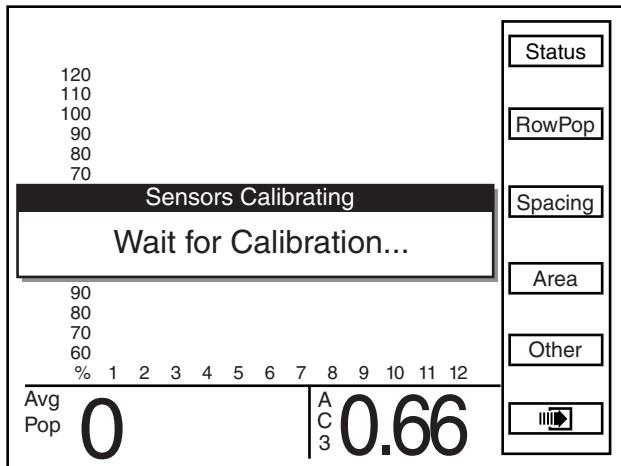 120
110
100
90
80
70
Sensors Calibrating
Wait for Calibration...
90
80
70
60
% 1 2 3 4 5 6 7 8 9 10 11 12
Avg
Pop
0
A
C
3
0.66
Status
RowPop
Spacing
Area
Other